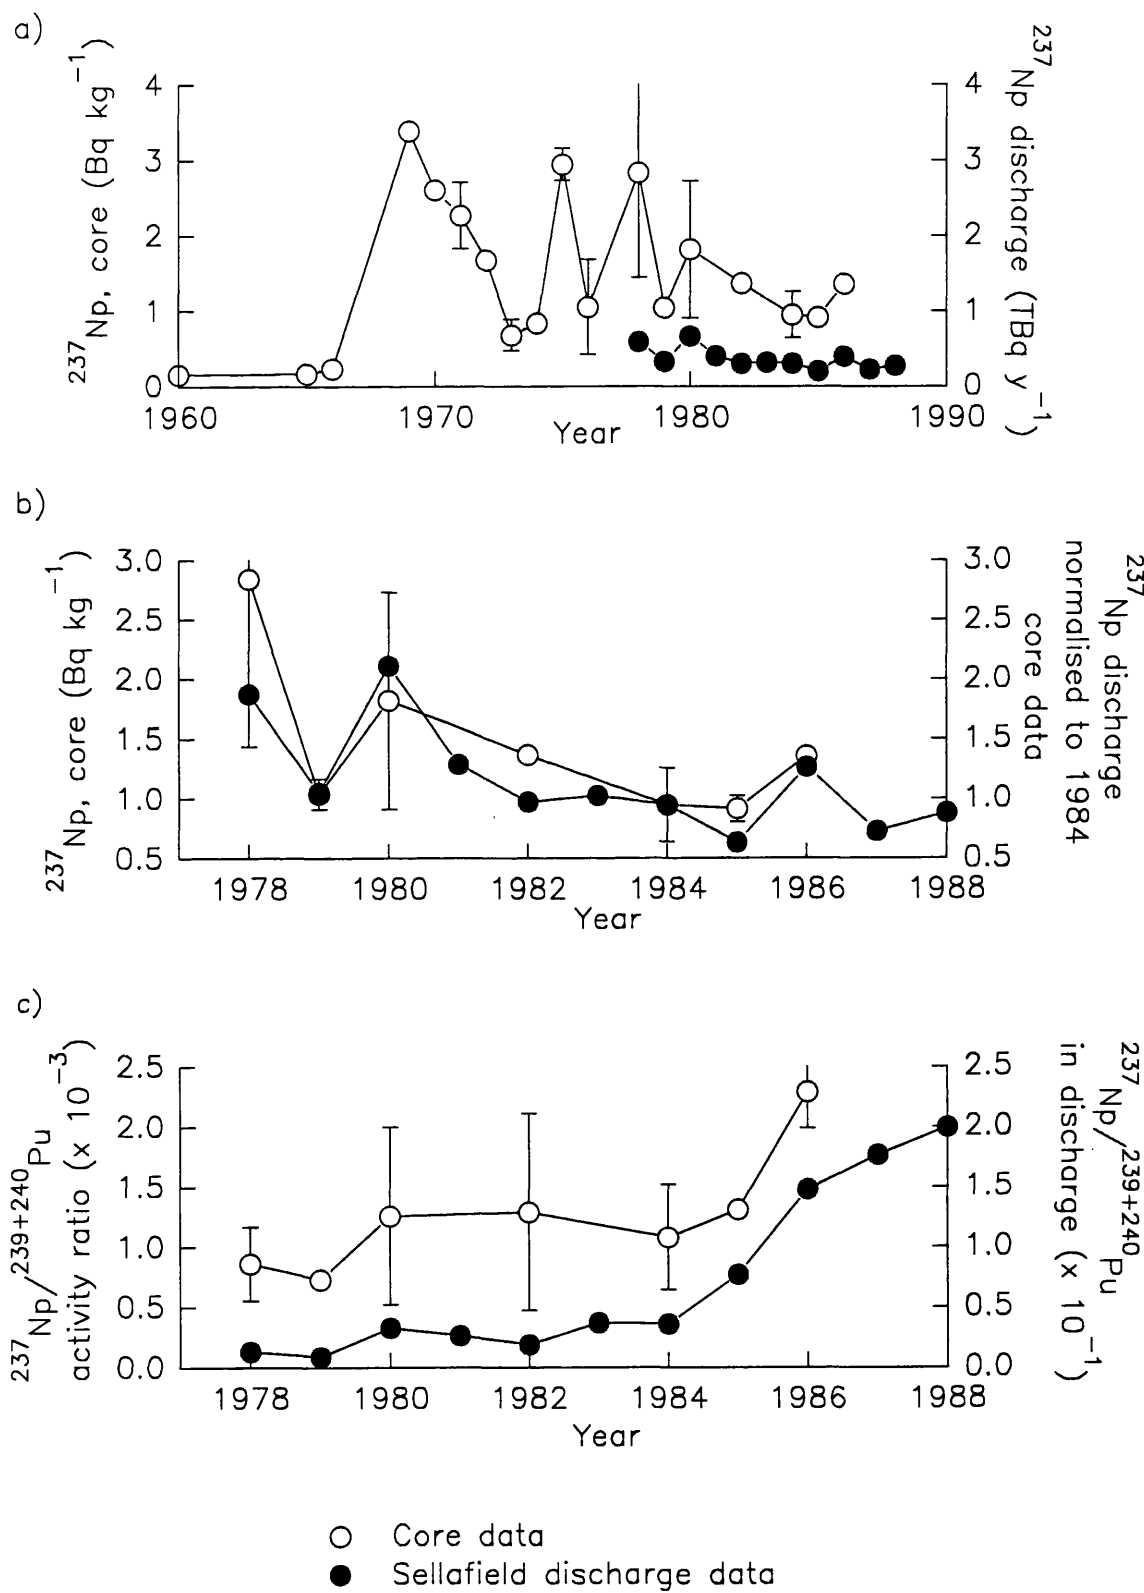 a)
²³⁷Np, core (Bq kg⁻¹)
²³⁷Np discharge (TBq y⁻¹)
4
3
2
1
0
4
3
2
1
0
1960
1970
1980
1990
Year
b)
²³⁷Np, core (Bq kg⁻¹)
²³⁷Np discharge
normalised to 1984
core data
3.0
2.5
2.0
1.5
1.0
0.5
3.0
2.5
2.0
1.5
1.0
0.5
1978
1980
1982
1984
1986
1988
Year
c)
²³⁷Np/²³⁹⁺²⁴⁰Pu
activity ratio (x 10⁻³)
²³⁷Np/²³⁹⁺²⁴⁰Pu
in discharge (x 10⁻¹)
2.5
2.0
1.5
1.0
0.5
0.0
2.5
2.0
1.5
1.0
0.5
0.0
1978
1980
1982
1984
1986
1988
Year
Core data
Sellafield discharge data